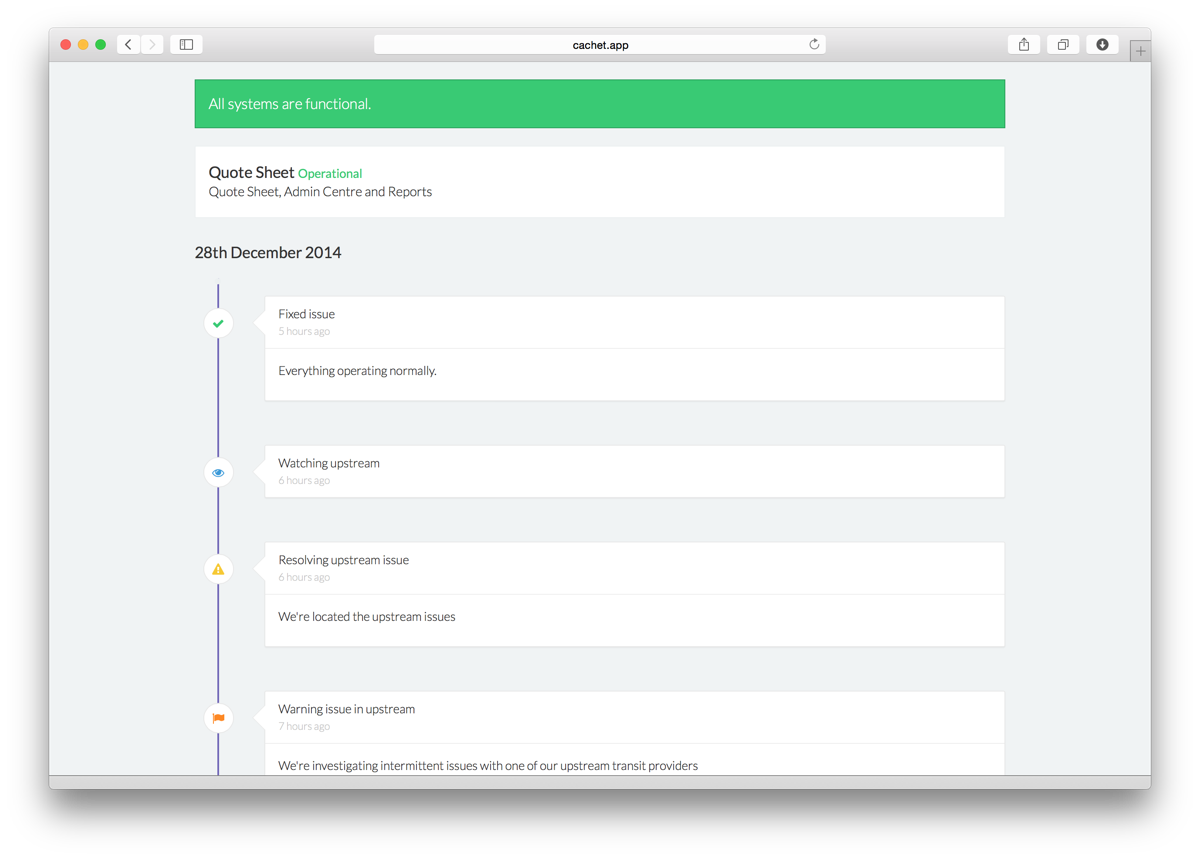 cachet.app
All systems are functional.
Quote Sheet Operational
Quote Sheet, Admin Centre and Reports
28th December 2014
Fixed issue
5 hours ago
Everything operating normally.
Watching upstream
6 hours ago
Resolving upstream issue
6 hours ago
We're located the upstream issues
Warning issue in upstream
7 hours ago
We're investigating intermittent issues with one of our upstream transit providers